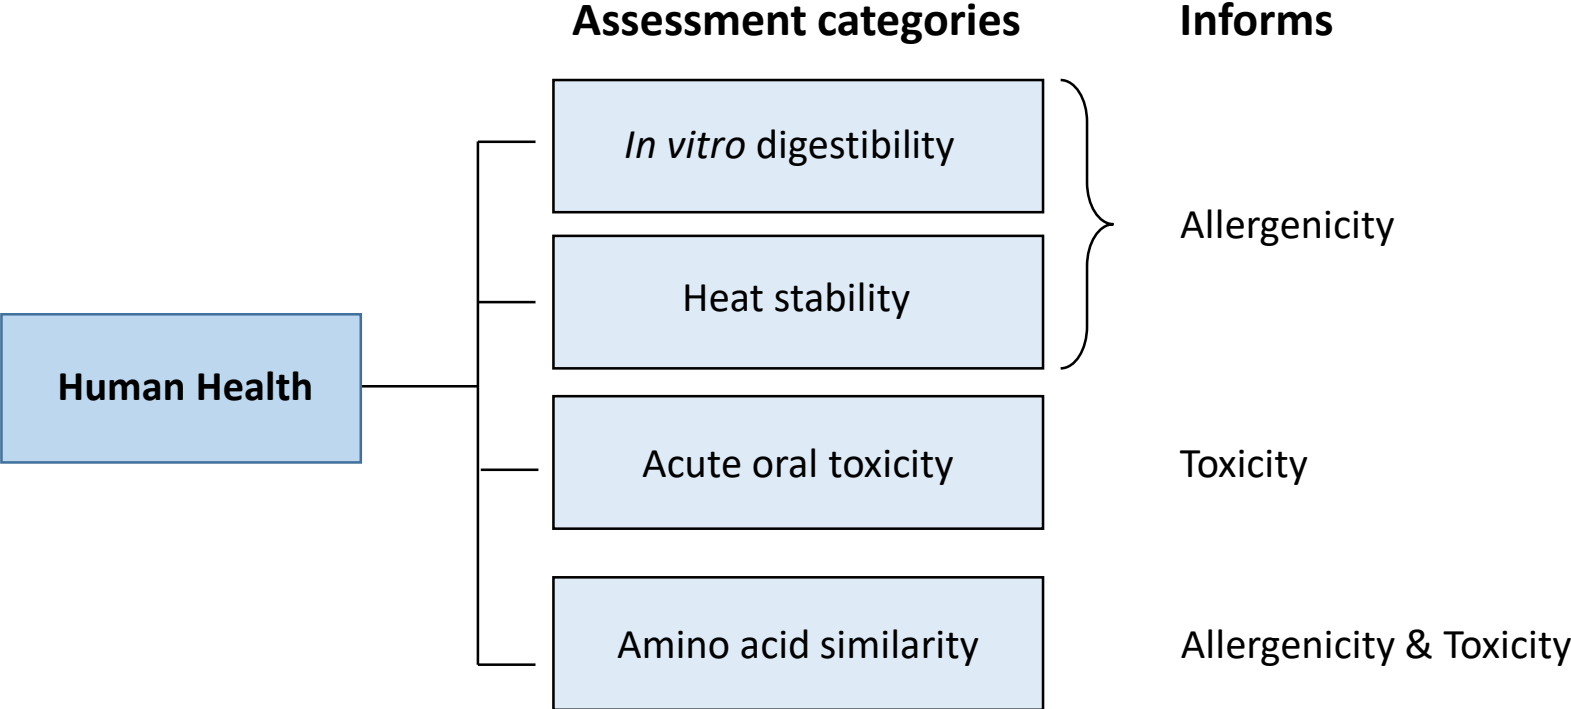 Assessment categories
Informs
In vitro digestibility
Allergenicity
Heat stability
Human Health
Acute oral toxicity
Toxicity
Amino acid similarity
Allergenicity & Toxicity